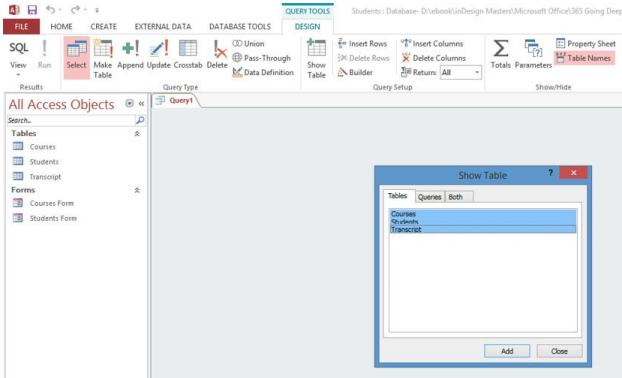 QUERY TOOLS
Students : Database- D:\ebook\inDesign Masters\Microsoft Office\365 Going Deep
FILE HOME CREATE EXTERNAL DATA DATABASE TOOLS DESIGN
SQL
View
Run
Select
Make Table
Append
Update
Crosstab
Delete
Union
Pass-Through
Data Definition
Show Table
Insert Rows
Delete Rows
Builder
Insert Columns
Delete Columns
Return: All
Totals
Parameters
Property Sheet
Table Names
Results
Query Type
Query Setup
Show/Hide
All Access Objects
Search...
Tables
Courses
Students
Transcript
Forms
Courses Form
Students Form
Query1
Show Table
Tables Queries Both
Courses
Students
Transcript
Add Close